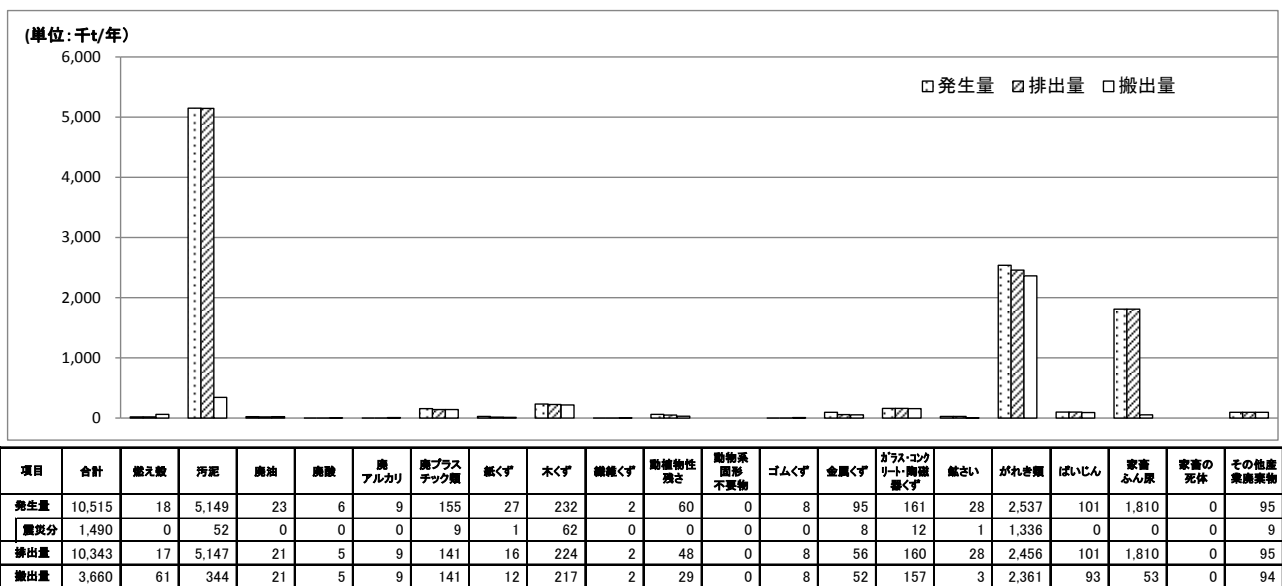 (単位:千t/年)
6,000
5,000
4,000
3,000
2,000
1,000
0
発生量 排出量 搬出量
項目 合計 燃え殻 汚泥 廃油 廃酸 廃アルカリ 廃プラスチック類 紙くず 木くず 繊維くず 動植物性残さ 動物系固形不要物 ゴムくず 金属くず ガラス・コンクリート・陶磁器くず 鉱さい がれき類 ばいじん 家畜ふん尿 家畜の死体 その他産業廃棄物
発生量 10,515 18 5,149 23 6 9 155 27 232 2 60 0 8 95 161 28 2,537 101 1,810 0 95
震災分 1,490 0 52 0 0 0 9 1 62 0 0 0 0 8 12 1 1,336 0 0 0 9
排出量 10,343 17 5,147 21 5 9 141 16 224 2 48 0 8 56 160 28 2,456 101 1,810 0 95
搬出量 3,660 61 344 21 5 9 141 12 217 2 29 0 8 52 157 3 2,361 93 53 0 94